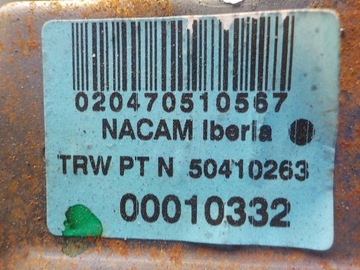 020470510567
NACAM Iberia
TRW PT N 50410263
00010332